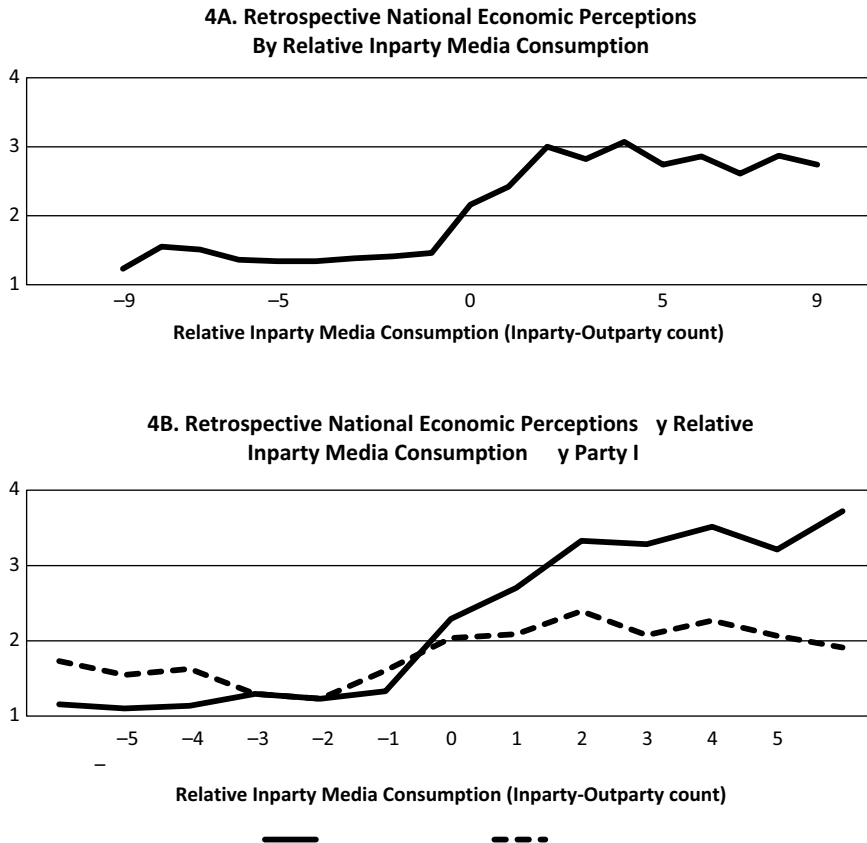 4A. Retrospective National Economic Perceptions
By Relative Inparty Media Consumption
4
3
2
1
–9 –5 0 5 9
Relative Inparty Media Consumption (Inparty-Outparty count)
4B. Retrospective National Economic Perceptions y Relative
Inparty Media Consumption y Party I
4
3
2
1
–5 –4 –3 –2 –1 0 1 2 3 4 5
–
Relative Inparty Media Consumption (Inparty-Outparty count)